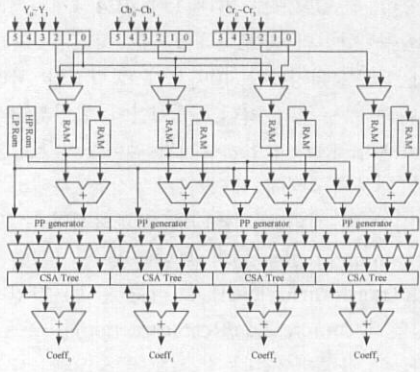 Y₀~Y₃ Cb₀~Cb₃ Cr₀~Cr₃
5 4 3 2 1 0 5 4 3 2 1 0 5 4 3 2 1 0
HP Rom
LP Rom
RAM RAM RAM RAM RAM RAM RAM RAM
+ + + +
PP generator PP generator PP generator PP generator
CSA Tree CSA Tree CSA Tree CSA Tree
Coeff₀ Coeff₁ Coeff₂ Coeff₃